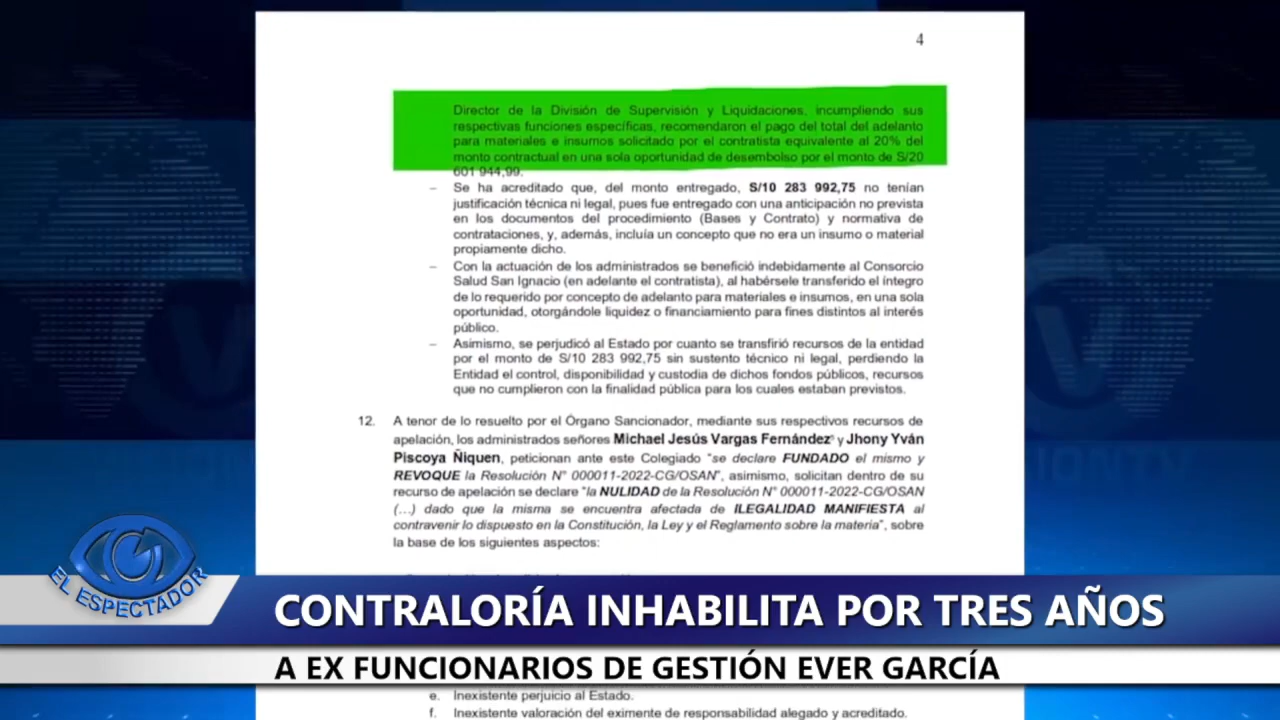 4
Director de la División de Supervisión y Liquidaciones, incumpliendo sus
respectivas funciones específicas, recomendaron el pago del total del adelanto
para materiales e insumos solicitado por el contratista equivalente al 20% del
monto contractual en una sola oportunidad de desembolso por el monto de S/20
601 944,99.
– Se ha acreditado que, del monto entregado, S/10 283 992,75 no tenían
justificación técnica ni legal, pues fue entregado con una anticipación no prevista
en los documentos del procedimiento (Bases y Contrato) y normativa de
contrataciones, y, además, incluía un concepto que no era un insumo o material
propiamente dicho.
– Con la actuación de los administrados se benefició indebidamente al Consorcio
Salud San Ignacio (en adelante el contratista), al habérsele transferido el íntegro
de lo requerido por concepto de adelanto para materiales e insumos, en una sola
oportunidad, otorgándole liquidez o financiamiento para fines distintos al interés
público.
– Asimismo, se perjudicó al Estado por cuanto se transfirió recursos de la entidad
por el monto de S/10 283 992,75 sin sustento técnico ni legal, perdiendo la
Entidad el control, disponibilidad y custodia de dichos fondos públicos, recursos
que no cumplieron con la finalidad pública para los cuales estaban previstos.
12. A tenor de lo resuelto por el Órgano Sancionador, mediante sus respectivos recursos de
apelación, los administrados señores Michael Jesús Vargas Fernández y Jhony Yván
Piscoya Ñiquen, peticionan ante este Colegiado "se declare FUNDADO el mismo y
REVOQUE la Resolución N° 000011-2022-CG/OSAN", asimismo, solicitan dentro de su
recurso de apelación se declare "la NULIDAD de la Resolución N° 000011-2022-CG/OSAN
(...) dado que la misma se encuentra afectada de ILEGALIDAD MANIFIESTA al
contravenir lo dispuesto en la Constitución, la Ley y el Reglamento sobre la materia", sobre
la base de los siguientes aspectos:
EL ESPECTADOR
CONTRALORÍA INHABILITA POR TRES AÑOS
A EX FUNCIONARIOS DE GESTIÓN EVER GARCÍA
e. Inexistente perjuicio al Estado.
f. Inexistente valoración del eximente de responsabilidad alegado y acreditado.